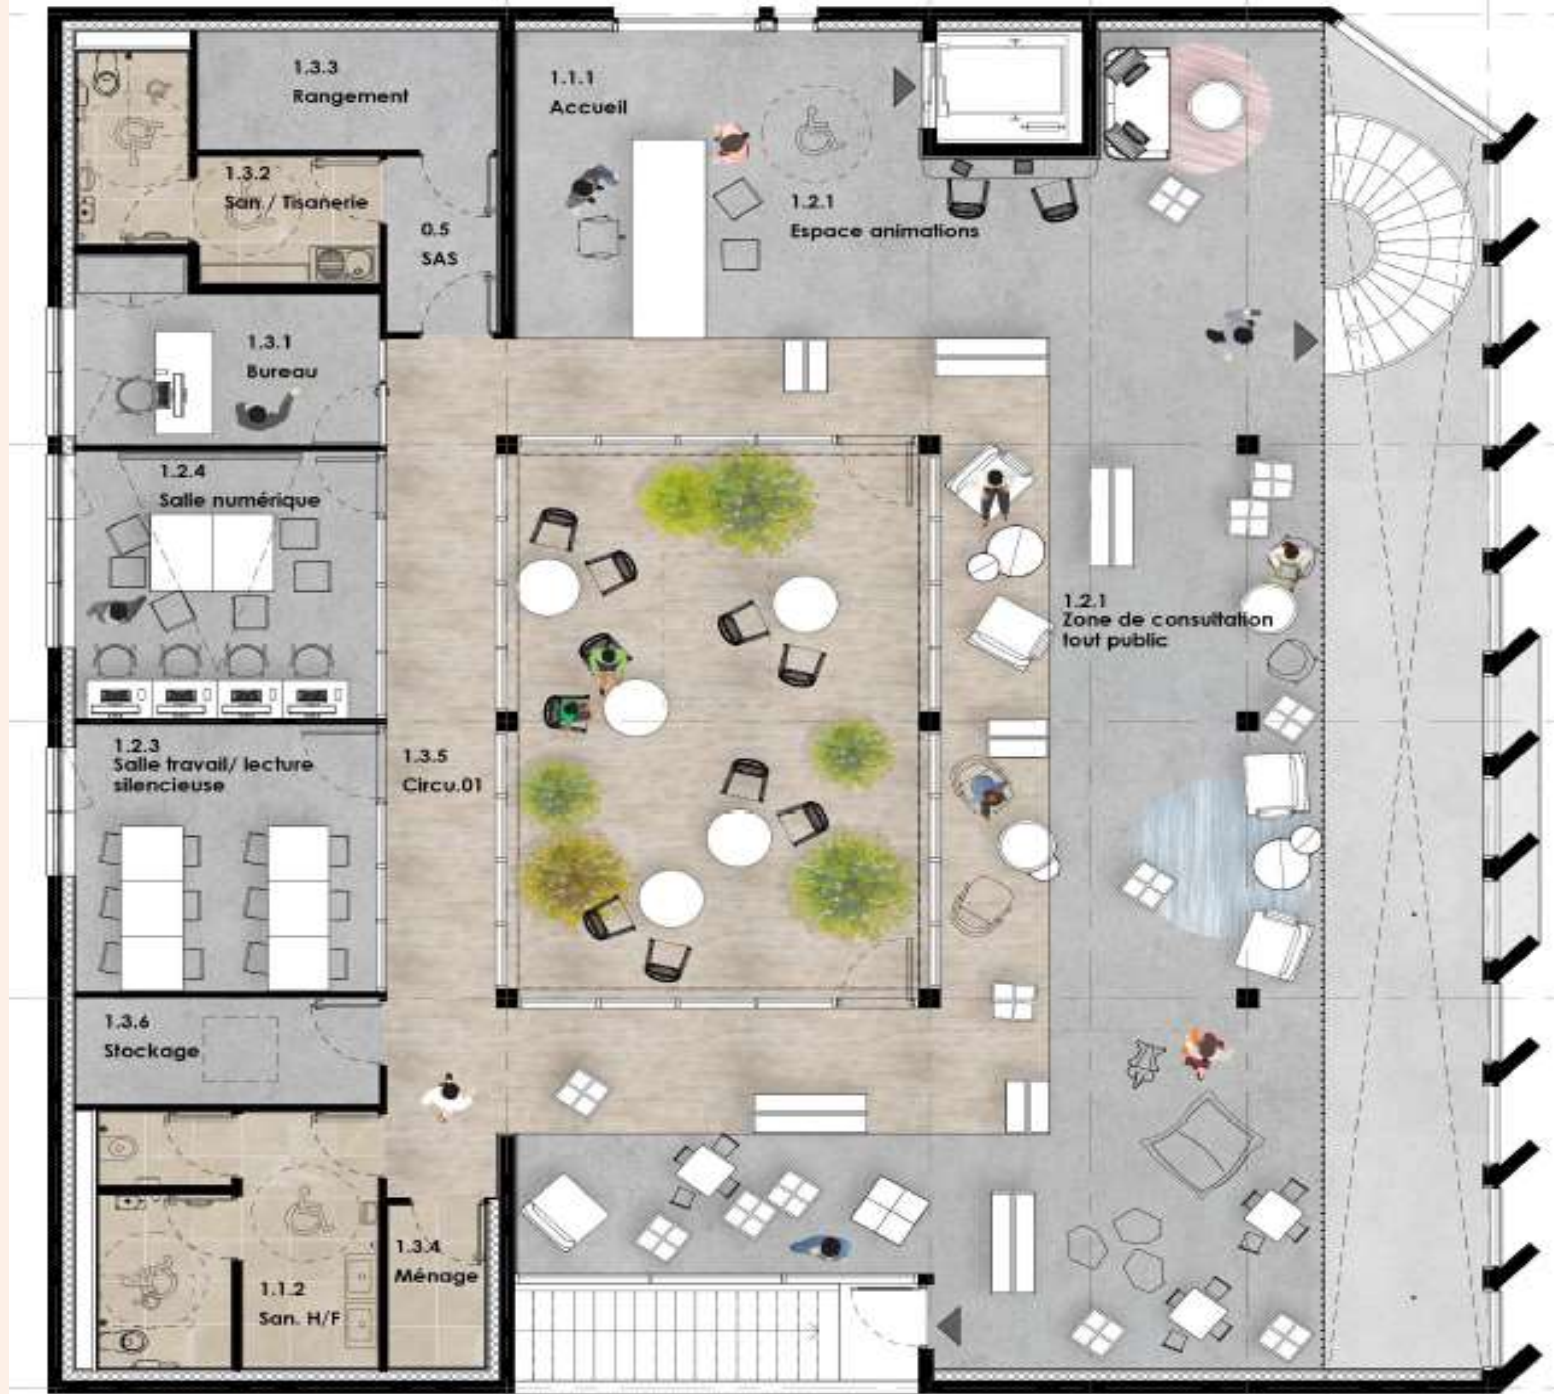 1.3.3
Rangement
1.1.1
Accueil
1.3.2
San / Tisanerie
1.2.1
Espace animations
0.5
SAS
1.3.1
Bureau
1.2.4
Salle numérique
1.2.1
Zone de consultation
tout public
1.2.3
Salle travail/ lecture
silencieuse
1.3.5
Circu.01
1.3.6
Stockage
1.3.4
Ménage
1.1.2
San. H/F